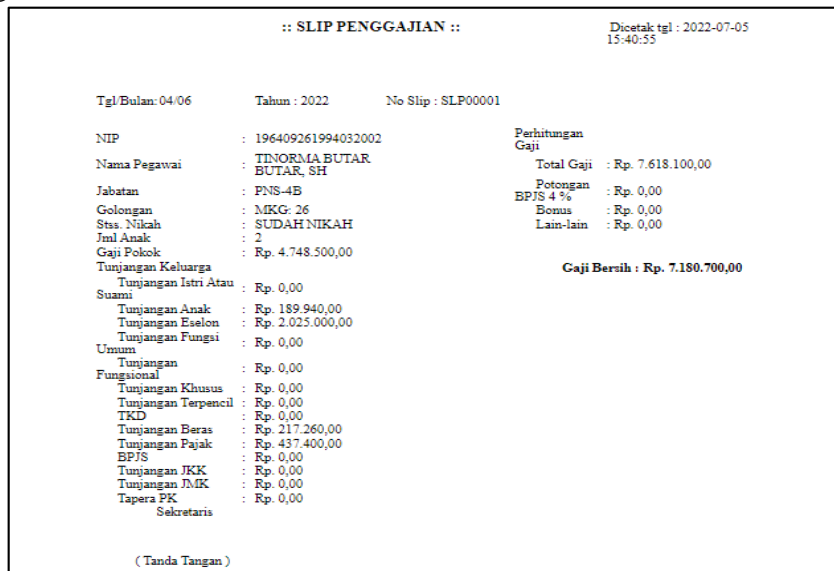 :: SLIP PENGGAJIAN ::
Dicetak tgl : 2022-07-05
15:40:55
Tgl/Bulan: 04/06 Tahun : 2022 No Slip : SLP00001
NIP : 196409261994032002
Nama Pegawai : TINORMA BUTAR
BUTAR, SH
Jabatan : PNS-4B
Golongan : MKG: 26
Stss. Nikah : SUDAH NIKAH
Jml Anak : 2
Gaji Pokok : Rp. 4.748.500,00
Tunjangan Keluarga
Tunjangan Istri Atau
Suami : Rp. 0,00
Tunjangan Anak : Rp. 189.940,00
Tunjangan Eselon : Rp. 2.025.000,00
Tunjangan Fungsi
Umum : Rp. 0,00
Tunjangan
Fungsional : Rp. 0,00
Tunjangan Khusus : Rp. 0,00
Tunjangan Terpencil : Rp. 0,00
TKD : Rp. 0,00
Tunjangan Beras : Rp. 217.260,00
Tunjangan Pajak : Rp. 437.400,00
BPJS : Rp. 0,00
Tunjangan JKK : Rp. 0,00
Tunjangan JMK : Rp. 0,00
Tapera PK : Rp. 0,00
Sekretaris
( Tanda Tangan )
Perhitungan
Gaji
Total Gaji : Rp. 7.618.100,00
Potongan
BPJS 4 % : Rp. 0,00
Bonus : Rp. 0,00
Lain-lain : Rp. 0,00
Gaji Bersih : Rp. 7.180.700,00